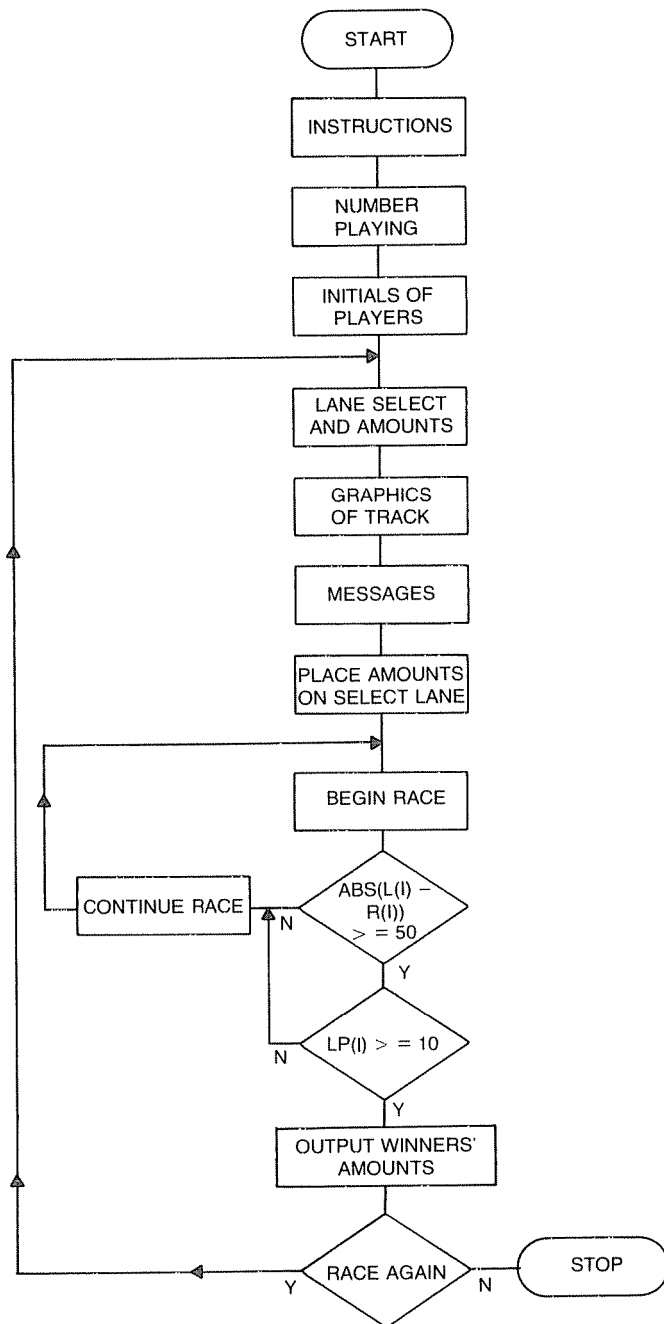 START
INSTRUCTIONS
NUMBER
PLAYING
INITIALS OF
PLAYERS
LANE SELECT
AND AMOUNTS
GRAPHICS
OF TRACK
MESSAGES
PLACE AMOUNTS
ON SELECT LANE
BEGIN RACE
CONTINUE RACE
N
ABS(L(I) –
R(I))
> = 50
Y
N
LP(I) > = 10
Y
OUTPUT WINNERS'
AMOUNTS
Y
RACE AGAIN
N
STOP